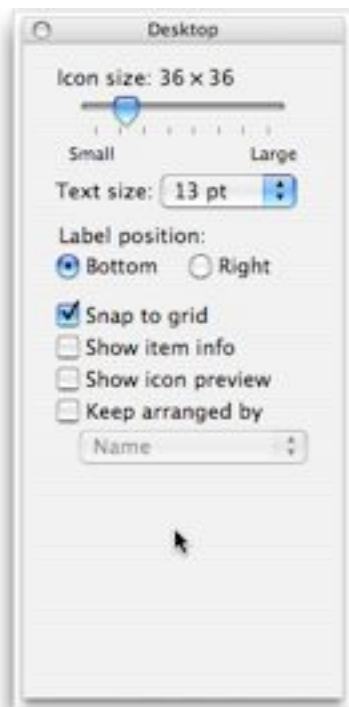 Desktop
Icon size: 36 × 36
Small Large
Text size: 13 pt
Label position:
Bottom Right
Snap to grid
Show item info
Show icon preview
Keep arranged by
Name